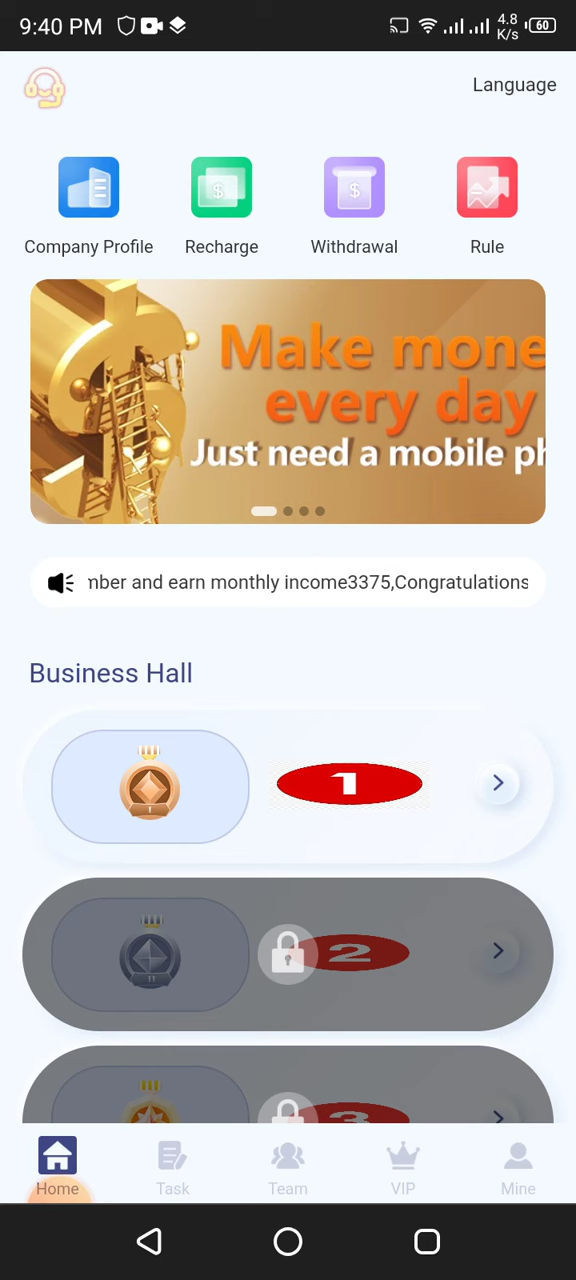 9:40 PM
4.8
K/s
60
Language
Company Profile
Recharge
Withdrawal
Rule
Make mone
every day
Just need a mobile ph
nber and earn monthly income3375,Congratulations
Business Hall
1
2
3
Home
Task
Team
VIP
Mine